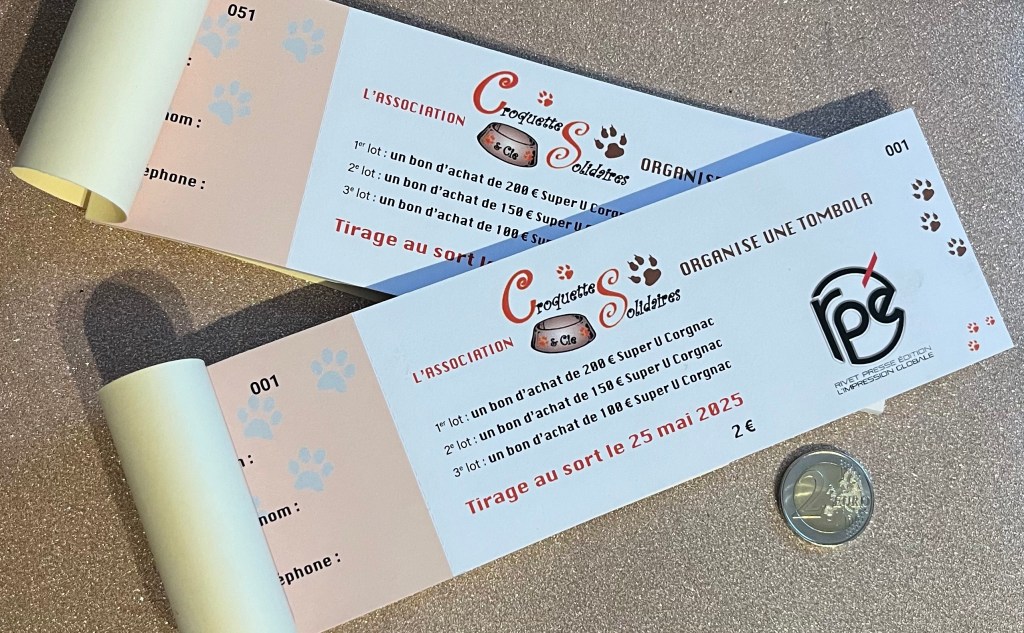 051
nom :
éphone :
L'ASSOCIATION
Croquette
& Cie
Solidaires
ORGANISE
1er lot : un bon d'achat de 200 € Super U Corgnac
2e lot : un bon d'achat de 150 € Super U
3e lot : un bon d'achat de 100 € Su
Tirage au sort le
001
001
nom :
éphone :
L'ASSOCIATION
Croquette
& Cie
Solidaires
ORGANISE UNE TOMBOLA
1er lot : un bon d'achat de 200 € Super U Corgnac
2e lot : un bon d'achat de 150 € Super U Corgnac
3e lot : un bon d'achat de 100 € Super U Corgnac
Tirage au sort le 25 mai 2025
2 €
rpé
RIVET PRESSE ÉDITION
L'IMPRESSION GLOBALE
2 EURO